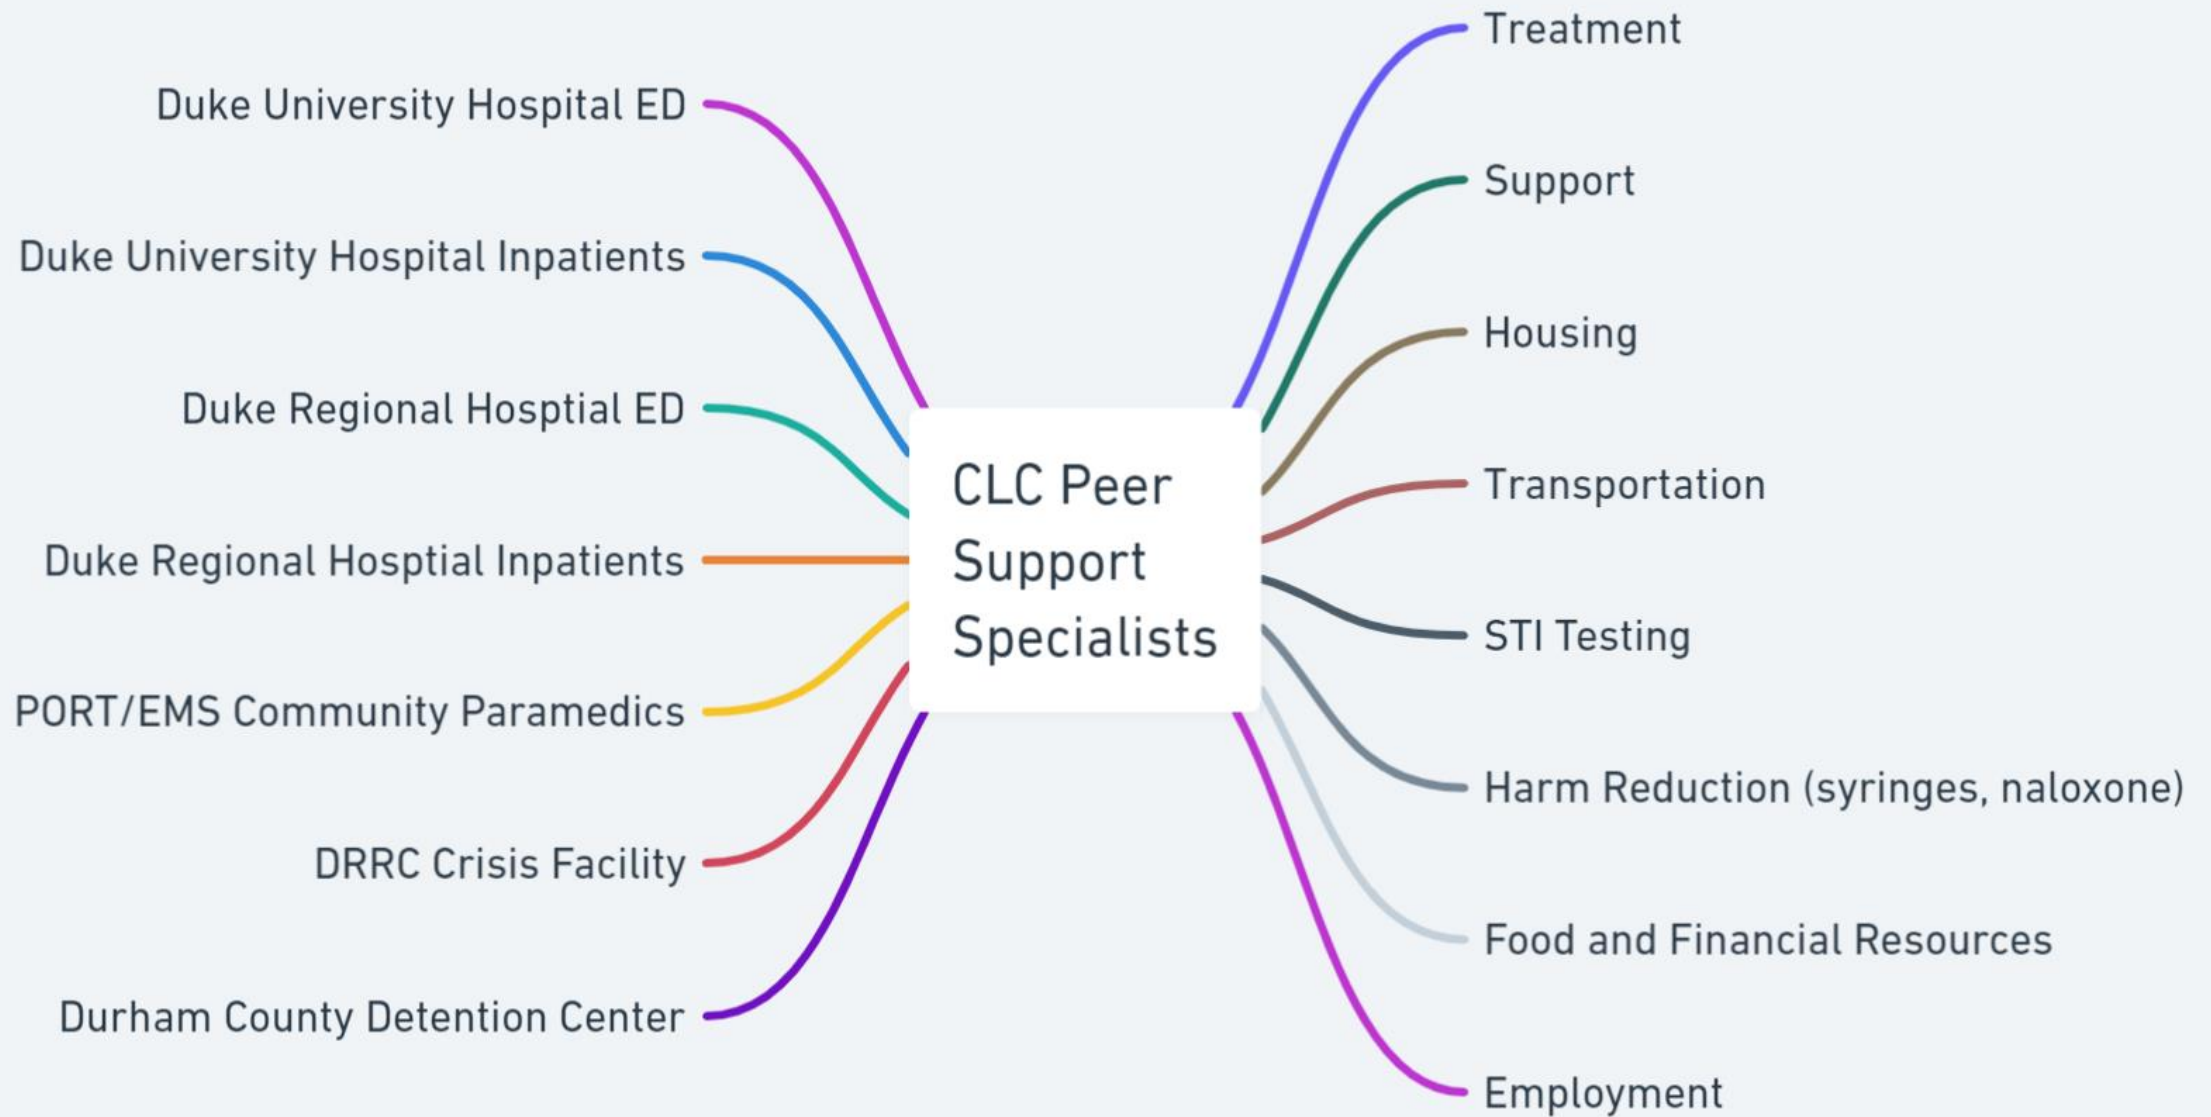 Duke University Hospital ED
Duke University Hospital Inpatients
Duke Regional Hosptial ED
Duke Regional Hosptial Inpatients
PORT/EMS Community Paramedics
DRRC Crisis Facility
Durham County Detention Center
CLC Peer
Support
Specialists
Treatment
Support
Housing
Transportation
STI Testing
Harm Reduction (syringes, naloxone)
Food and Financial Resources
Employment